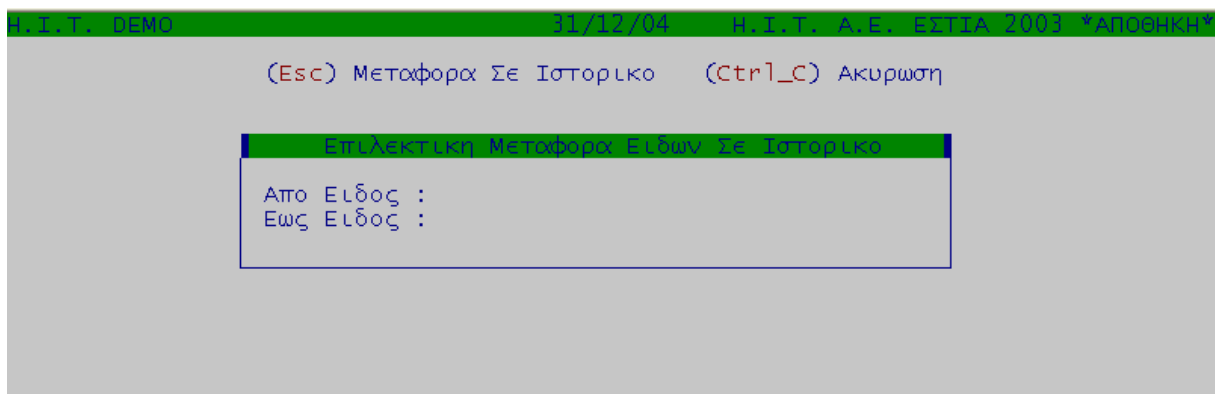 H.I.T. DEMO 31/12/04 H.I.T. A.E. ΕΣΤΙΑ 2003 *ΑΠΟΘΗΚΗ*
(Esc) Μεταφορα Σε Ιστορικο (Ctrl_C) Ακυρωση
Επιλεκτικη Μεταφορα Ειδων Σε Ιστορικο
Απο Ειδος :
Εως Ειδος :